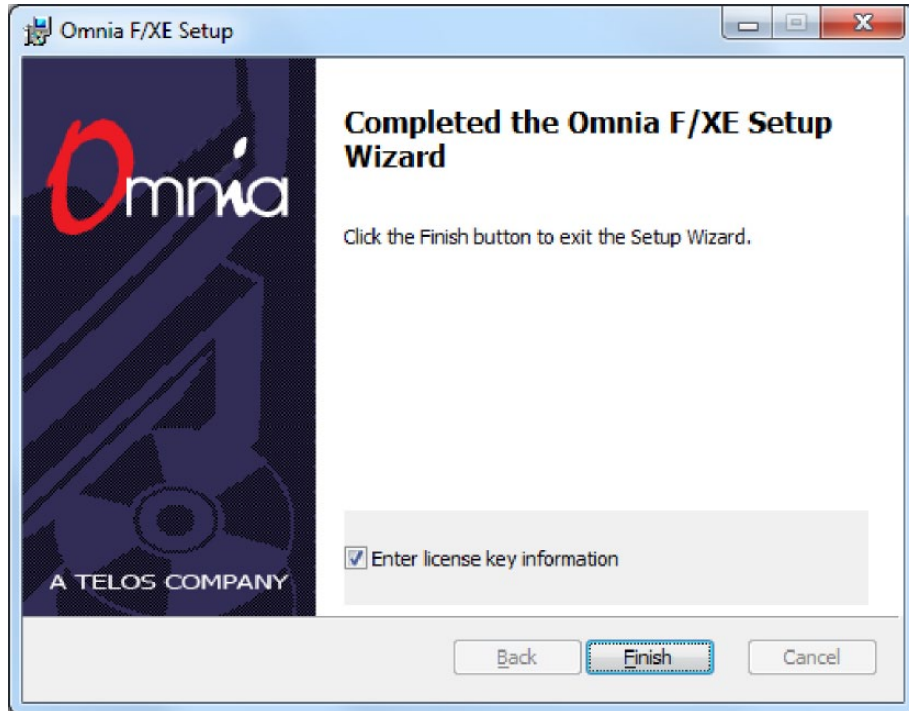 Omnia F/XE Setup
Omnia
Completed the Omnia F/XE Setup
Wizard
Click the Finish button to exit the Setup Wizard.
Enter license key information
A TELOS COMPANY
Back
Finish
Cancel